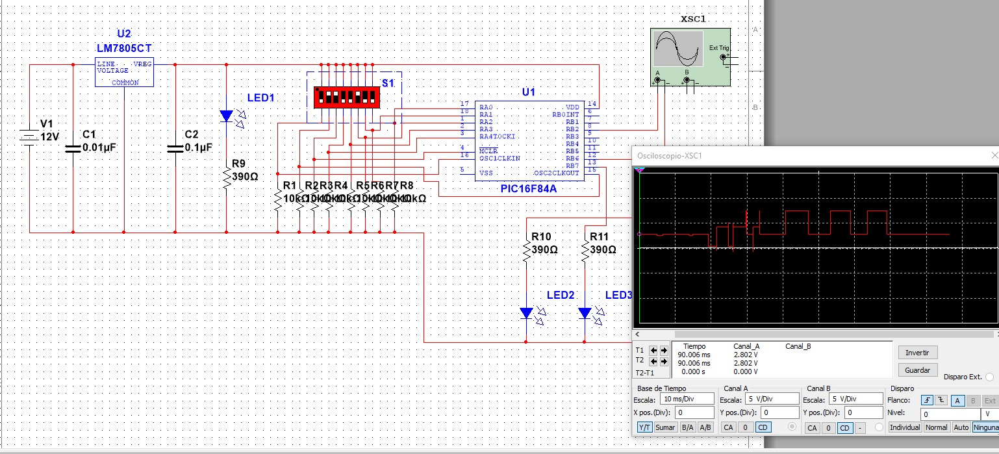 XSC1
Ext Trig
A
B
A
B
U2
LM7805CT
LINE VREG
VOLTAGE
COMMON
S1
LED1
U1
V1
12V
C1
0.01µF
C2
0.1µF
R9
390Ω
17 RA0 VDD 14
18 RA1 RB0INT 6
1 RA2 RB1 7
2 RA3 RB2 8
3 RA4T0CKI RB3 9
RB4 10
4 MCLR RB5 11
16 OSC1CLKIN RB6 12
RB7 13
5 VSS OSC2CLKOUT 15
PIC16F84A
R1 R2 R3 R4 R5 R6 R7 R8
10kΩ
R10
390Ω
R11
390Ω
LED2
LED3
Osciloscopio-XSC1
T1
T2
T2-T1
Tiempo Canal_A Canal_B
90.006 ms 2.802 V
90.006 ms 2.802 V
0.000 s 0.000 V
Invertir
Guardar
Disparo Ext.
Base de Tiempo
Escala: 10 ms/Div
X pos.(Div): 0
Y/T Sumar B/A A/B
Canal A
Escala: 5 V/Div
Y pos.(Div): 0
CA 0 CD
Canal B
Escala: 5 V/Div
Y pos.(Div): 0
CA 0 CD -
Disparo
Flanco: A B Ext
Nivel: 0 V
Individual Normal Auto Ninguna